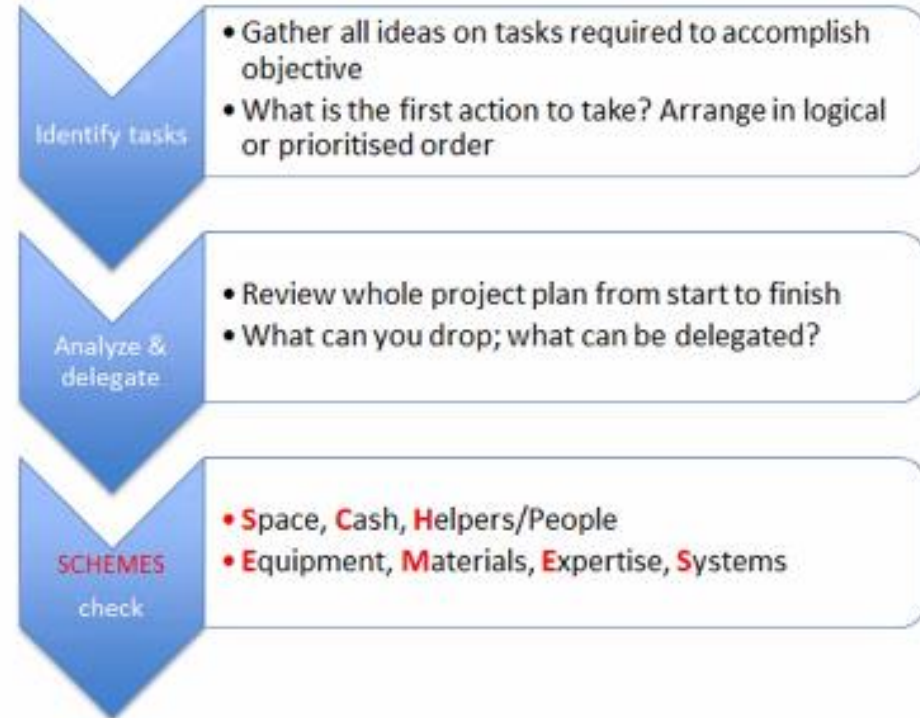 Identify tasks
• Gather all ideas on tasks required to accomplish
objective
• What is the first action to take? Arrange in logical
or prioritised order
Analyze &
delegate
• Review whole project plan from start to finish
• What can you drop; what can be delegated?
SCHEMES
check
• Space, Cash, Helpers/People
• Equipment, Materials, Expertise, Systems